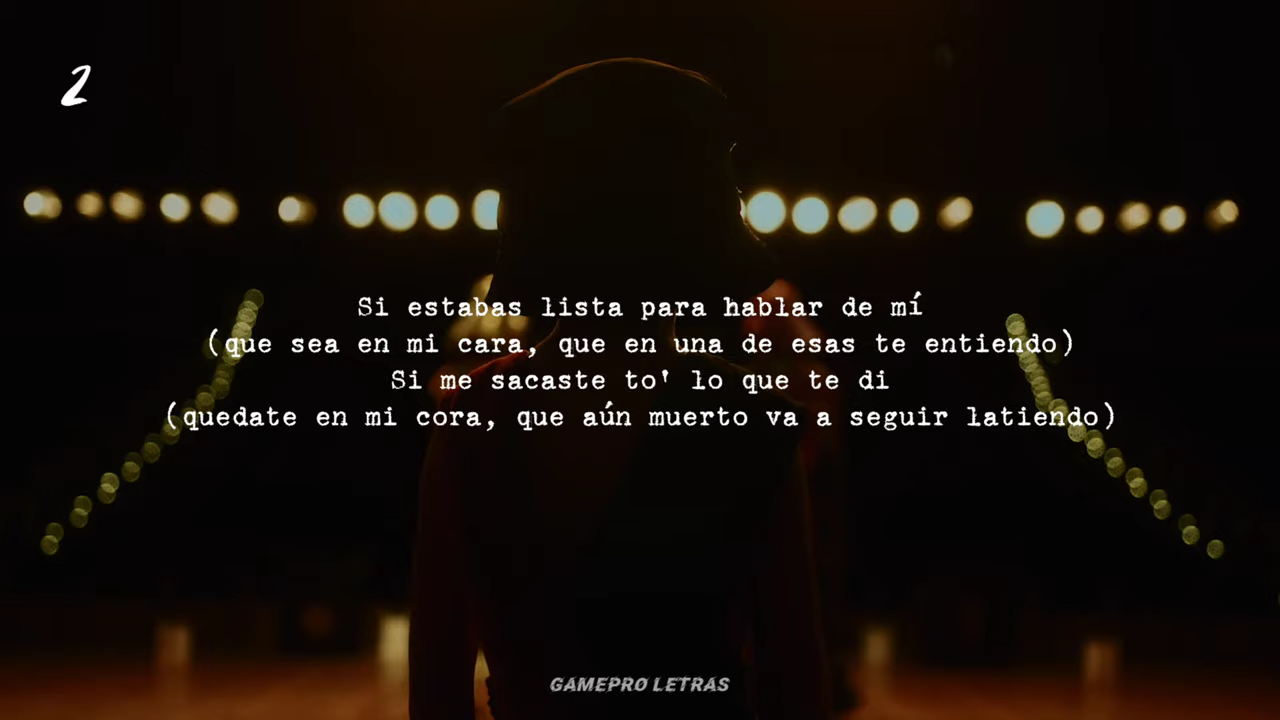 2
Si estabas lista para hablar de mí
(que sea en mi cara, que en una de esas te entiendo)
Si me sacaste to' lo que te di
(quedate en mi cora, que aún muerto va a seguir latiendo)
GAMEPRO LETRAS